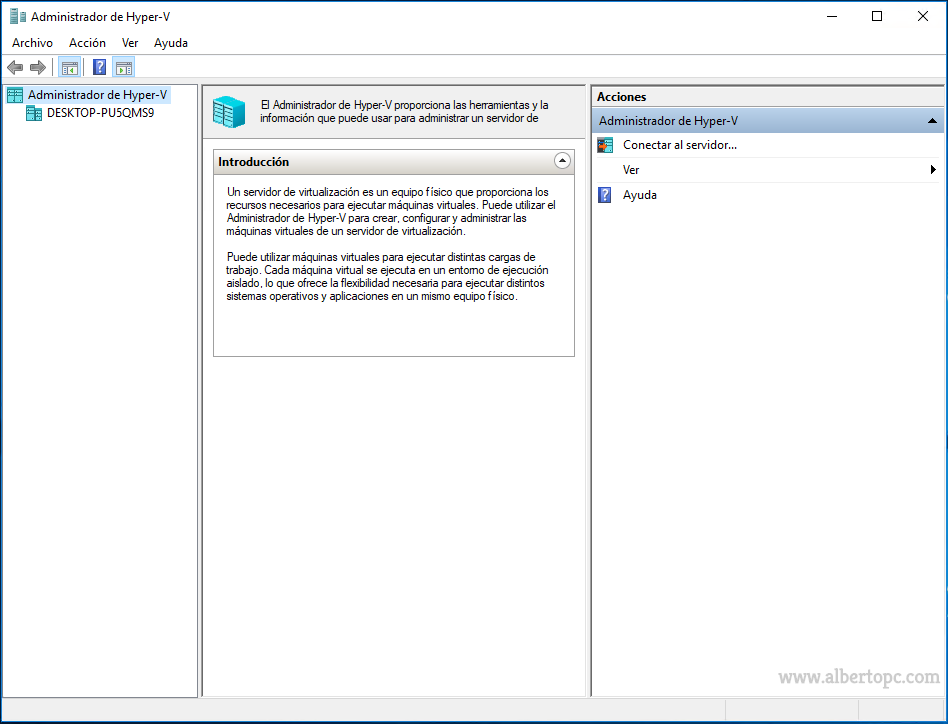 Administrador de Hyper-V
Archivo Acción Ver Ayuda
Administrador de Hyper-V
DESKTOP-PU5QMS9
El Administrador de Hyper-V proporciona las herramientas y la
información que puede usar para administrar un servidor de
Introducción
Un servidor de virtualización es un equipo físico que proporciona los
recursos necesarios para ejecutar máquinas virtuales. Puede utilizar el
Administrador de Hyper-V para crear, configurar y administrar las
máquinas virtuales de un servidor de virtualización.
Puede utilizar máquinas virtuales para ejecutar distintas cargas de
trabajo. Cada máquina virtual se ejecuta en un entorno de ejecución
aislado, lo que ofrece la flexibilidad necesaria para ejecutar distintos
sistemas operativos y aplicaciones en un mismo equipo físico.
Acciones
Administrador de Hyper-V
Conectar al servidor...
Ver
Ayuda
www.albertopc.com